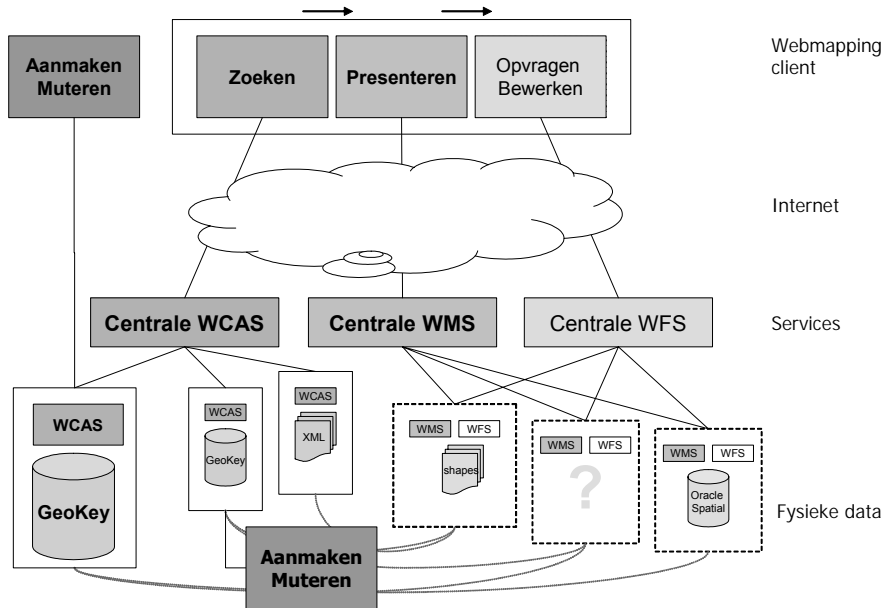 Aanmaken
Muteren
Zoeken
Presenteren
Opvragen
Bewerken
Webmapping
client
Internet
Centrale WCAS
Centrale WMS
Centrale WFS
Services
WCAS
GeoKey
WCAS
GeoKey
WCAS
XML
WMS WFS
shapes
WMS WFS
?
WMS WFS
Oracle
Spatial
Fysieke data
Aanmaken
Muteren